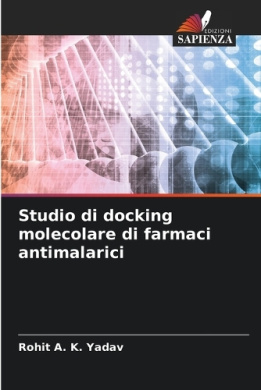 EDIZIONI
SAPIENZA
Studio di docking
molecolare di farmaci
antimalarici
Rohit A. K. Yadav